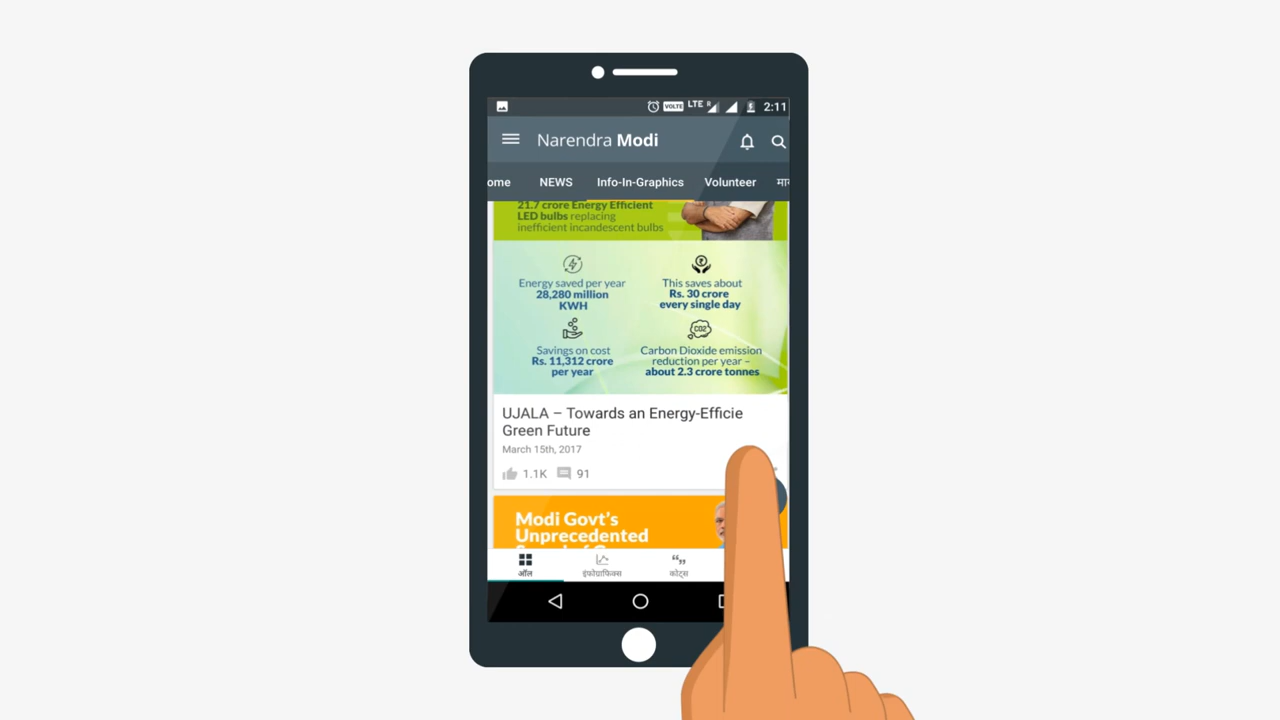 VOLTE LTE R 2:11
Narendra Modi
ome NEWS Info-In-Graphics Volunteer
21.7 crore Energy Efficient
LED bulbs replacing
inefficient incandescent bulbs
Energy saved per year
28,280 million
KWH
This saves about
Rs. 30 crore
every single day
CO2
Savings on cost
Rs. 11,312 crore
per year
Carbon Dioxide emission
reduction per year –
about 2.3 crore tonnes
UJALA – Towards an Energy-Efficie
Green Future
March 15th, 2017
1.1K 91
Modi Govt's
Unprecedented
ऑल इंफोग्राफिक्स कोट्स